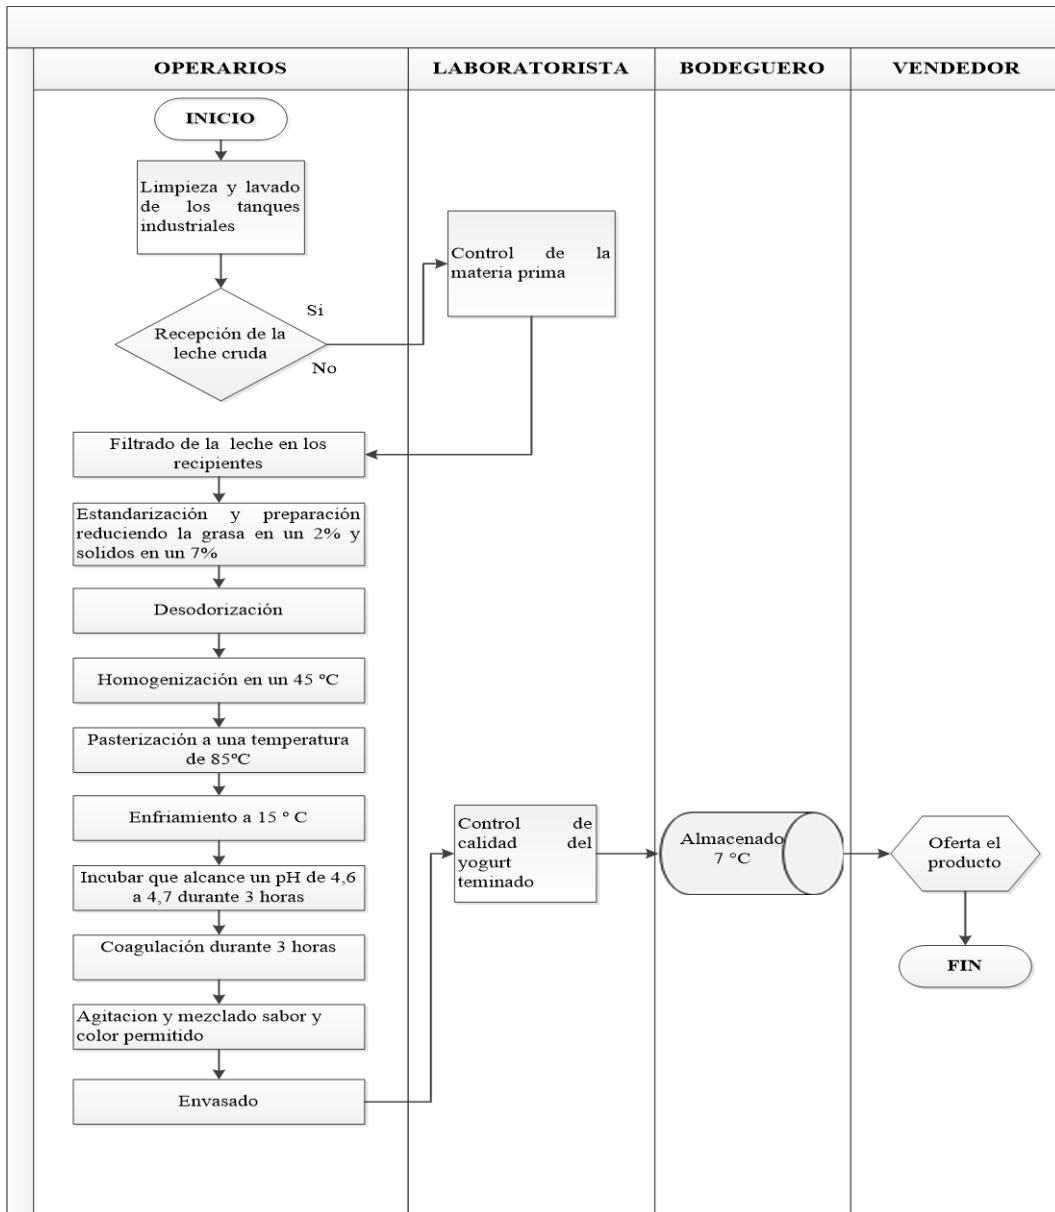 OPERARIOS
LABORATORISTA
BODEGUERO
VENDEDOR
INICIO
Limpieza y lavado
de los tanques
industriales
Control de la
materia prima
Si
Recepción de la
leche cruda
No
Filtrado de la leche en los
recipientes
Estandarización y preparación
reduciendo la grasa en un 2% y
solidos en un 7%
Desodorización
Homogenización en un 45 ºC
Pasterización a una temperatura
de 85ºC
Enfriamiento a 15 º C
Incubar que alcance un pH de 4,6
a 4,7 durante 3 horas
Coagulación durante 3 horas
Agitacion y mezclado sabor y
color permitido
Envasado
Control de
calidad del
yogurt
teminado
Almacenado
7 °C
Oferta el
producto
FIN